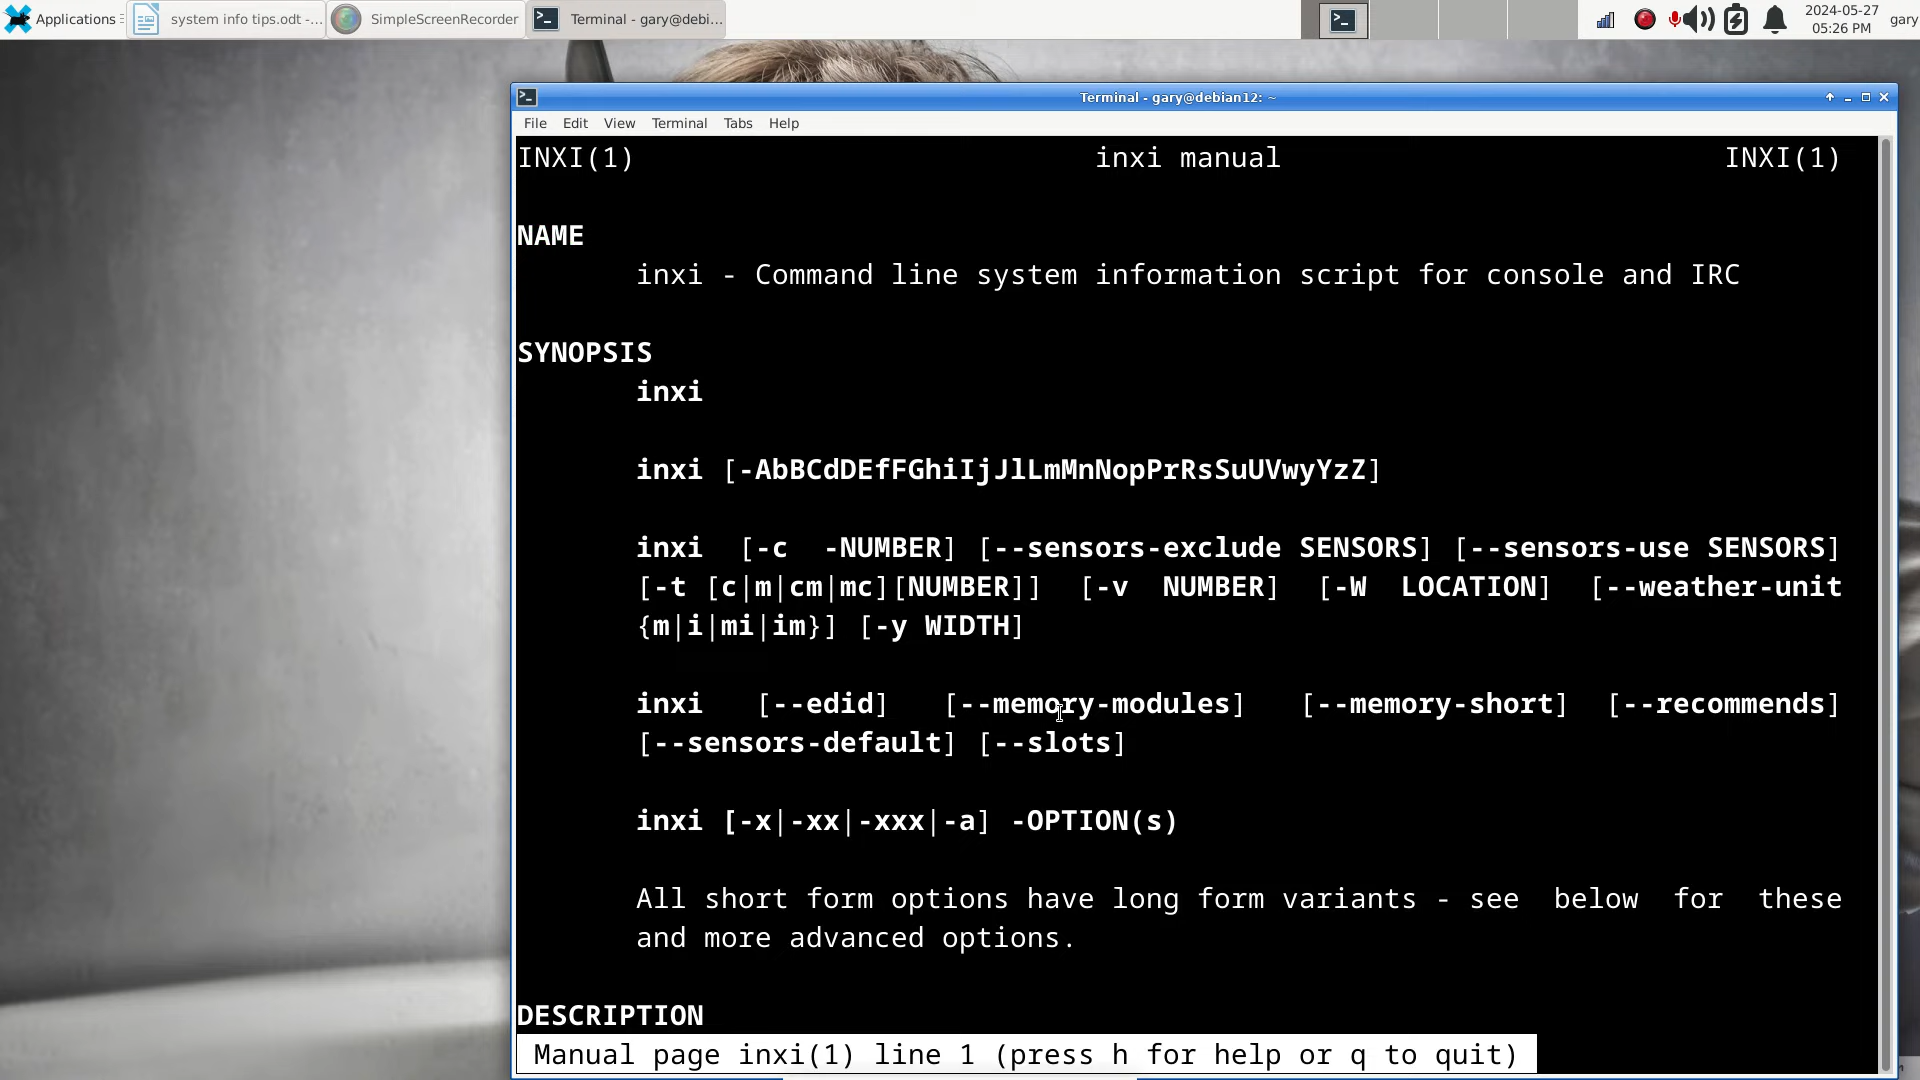 Applications
system info tips.odt -...
SimpleScreenRecorder
Terminal - gary@debi...
2024-05-27
05:26 PM
gary
Terminal - gary@debian12: ~
File Edit View Terminal Tabs Help
INXI(1) inxi manual INXI(1)
NAME
inxi - Command line system information script for console and IRC
SYNOPSIS
inxi
inxi [-AbBCdDEfFGhiIjJlLmMnNopPrRsSuUVwyYzZ]
inxi [-c -NUMBER] [--sensors-exclude SENSORS] [--sensors-use SENSORS]
[-t [c|m|cm|mc][NUMBER]] [-v NUMBER] [-W LOCATION] [--weather-unit
{m|i|mi|im}] [-y WIDTH]
inxi [--edid] [--memory-modules] [--memory-short] [--recommends]
[--sensors-default] [--slots]
inxi [-x|-xx|-xxx|-a] -OPTION(s)
All short form options have long form variants - see below for these
and more advanced options.
DESCRIPTION
Manual page inxi(1) line 1 (press h for help or q to quit)